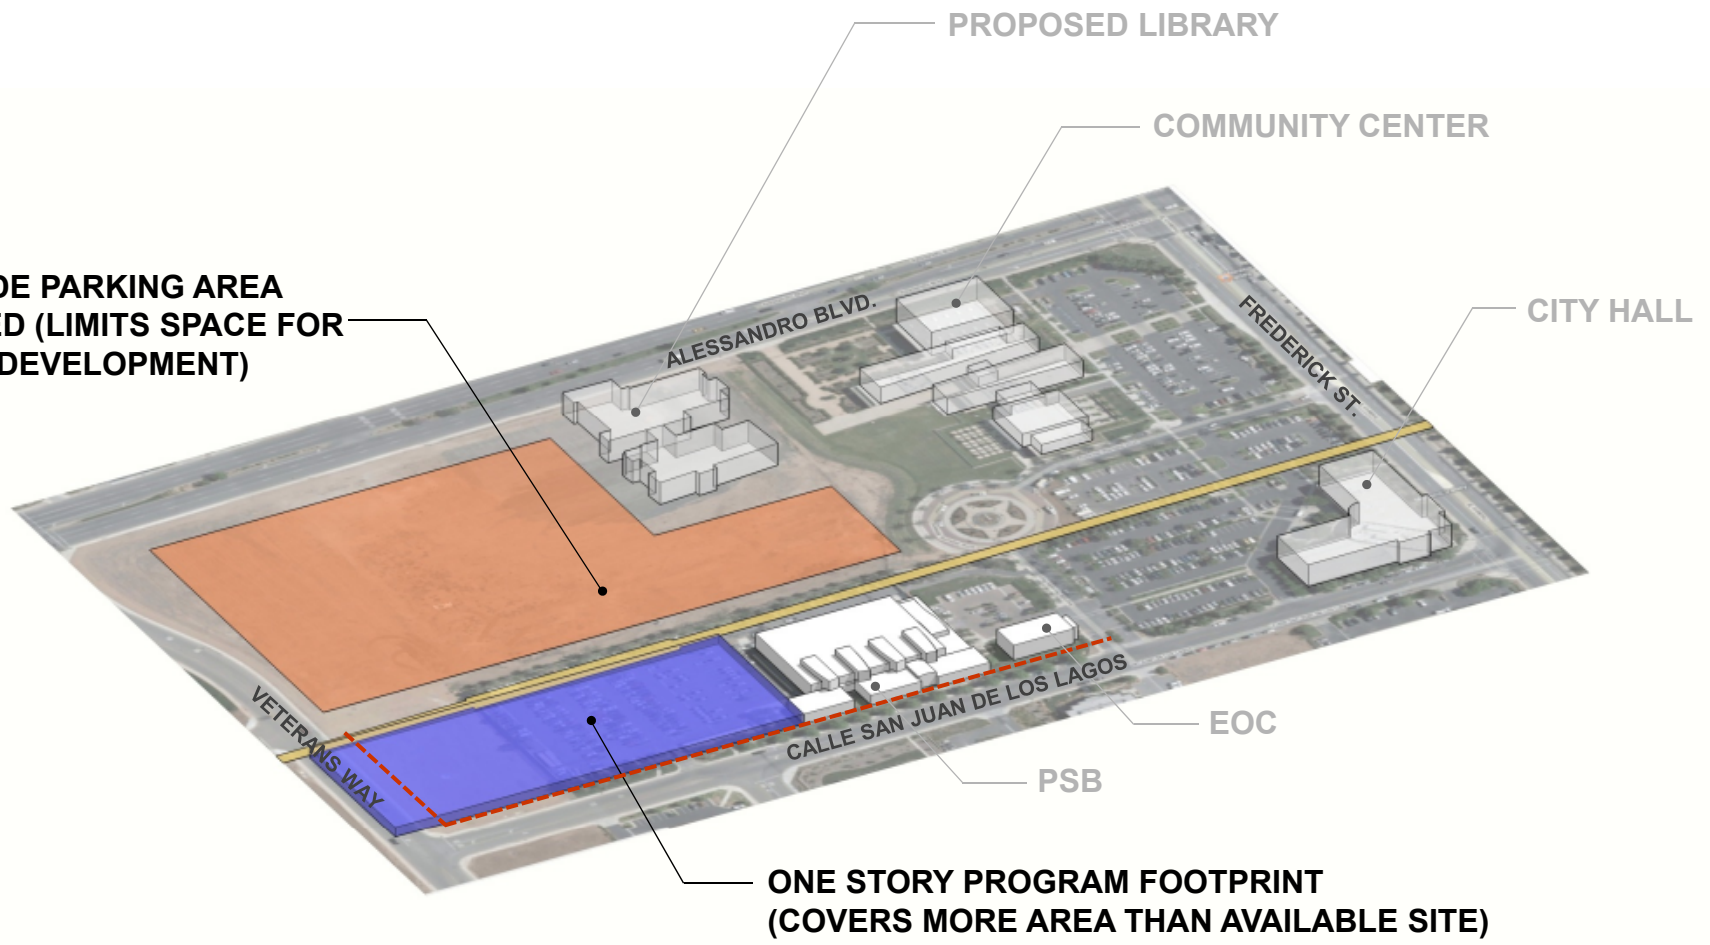 PROPOSED LIBRARY
COMMUNITY CENTER
DE PARKING AREA
ED (LIMITS SPACE FOR
DEVELOPMENT)
ALESSANDRO BLVD.
FREDERICK ST.
CITY HALL
VETERANS WAY
CALLE SAN JUAN DE LOS LAGOS
EOC
PSB
ONE STORY PROGRAM FOOTPRINT
(COVERS MORE AREA THAN AVAILABLE SITE)